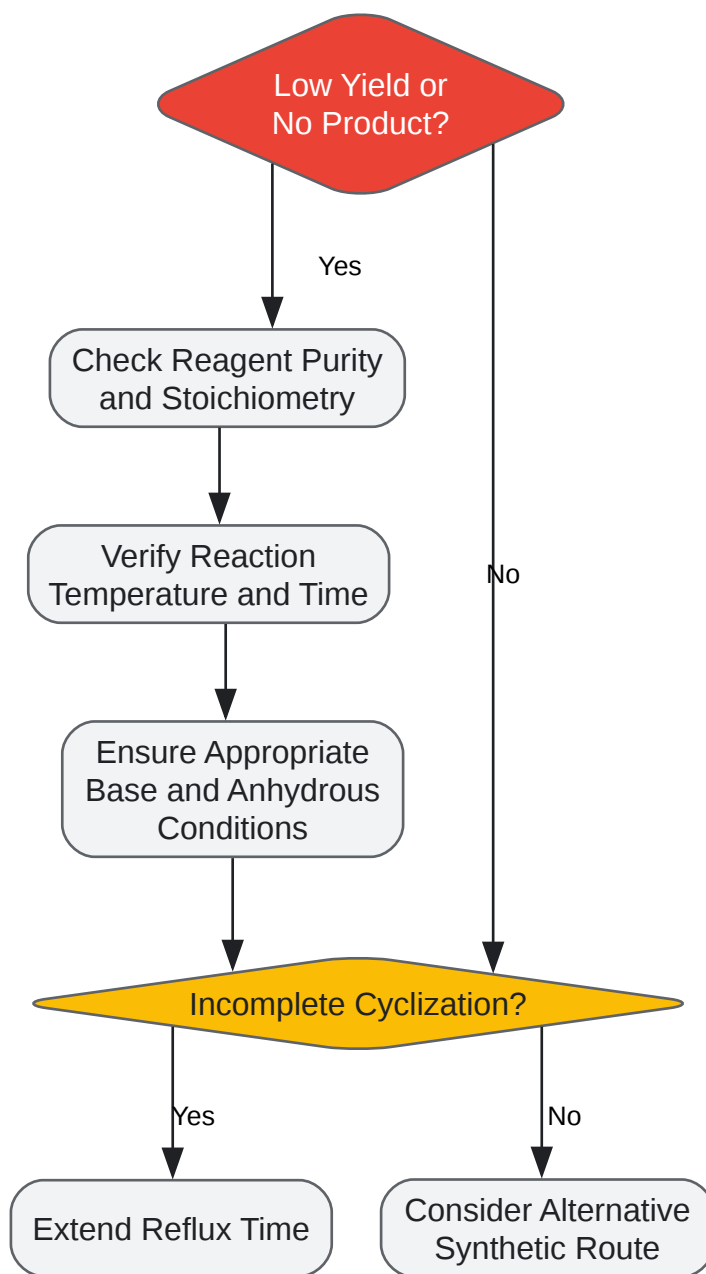 Low Yield or
No Product?
Yes
Check Reagent Purity
and Stoichiometry
Verify Reaction
Temperature and Time
No
Ensure Appropriate
Base and Anhydrous
Conditions
Incomplete Cyclization?
Yes
No
Extend Reflux Time
Consider Alternative
Synthetic Route